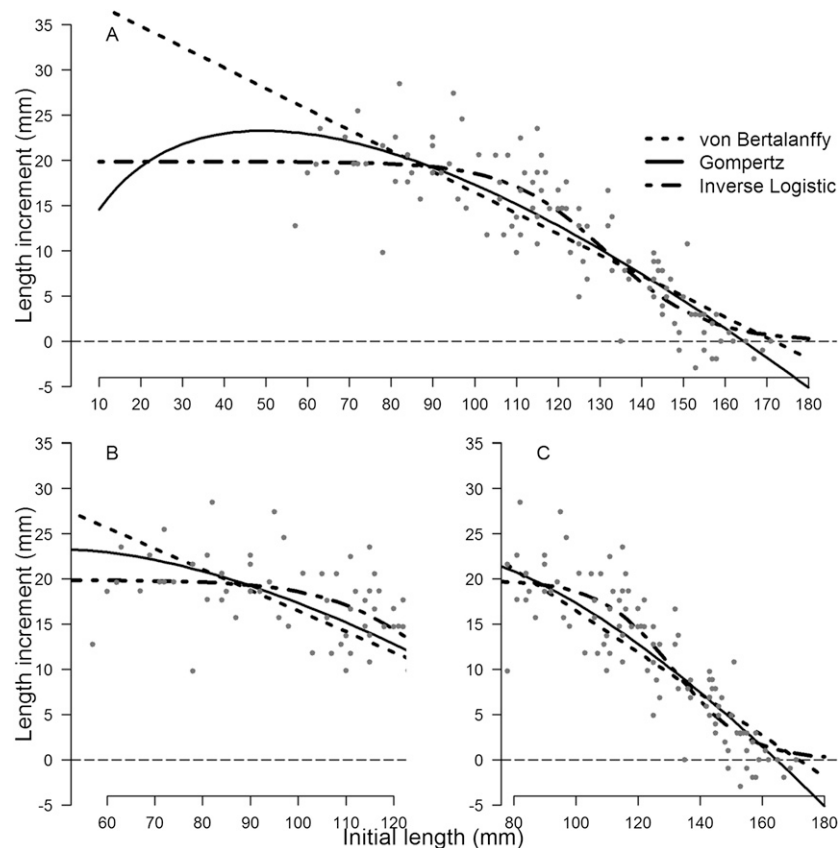 A
35
30
25
20
15
10
5
0
-5
Length increment (mm)
von Bertalanffy
Gompertz
Inverse Logistic
10 20 30 40 50 60 70 80 90 100 110 120 130 140 150 160 170 180
B
35
30
25
20
15
10
5
0
-5
Length increment (mm)
60 70 80 90 100 110 120
C
35
30
25
20
15
10
5
0
-5
80 100 120 140 160 180
Initial length (mm)